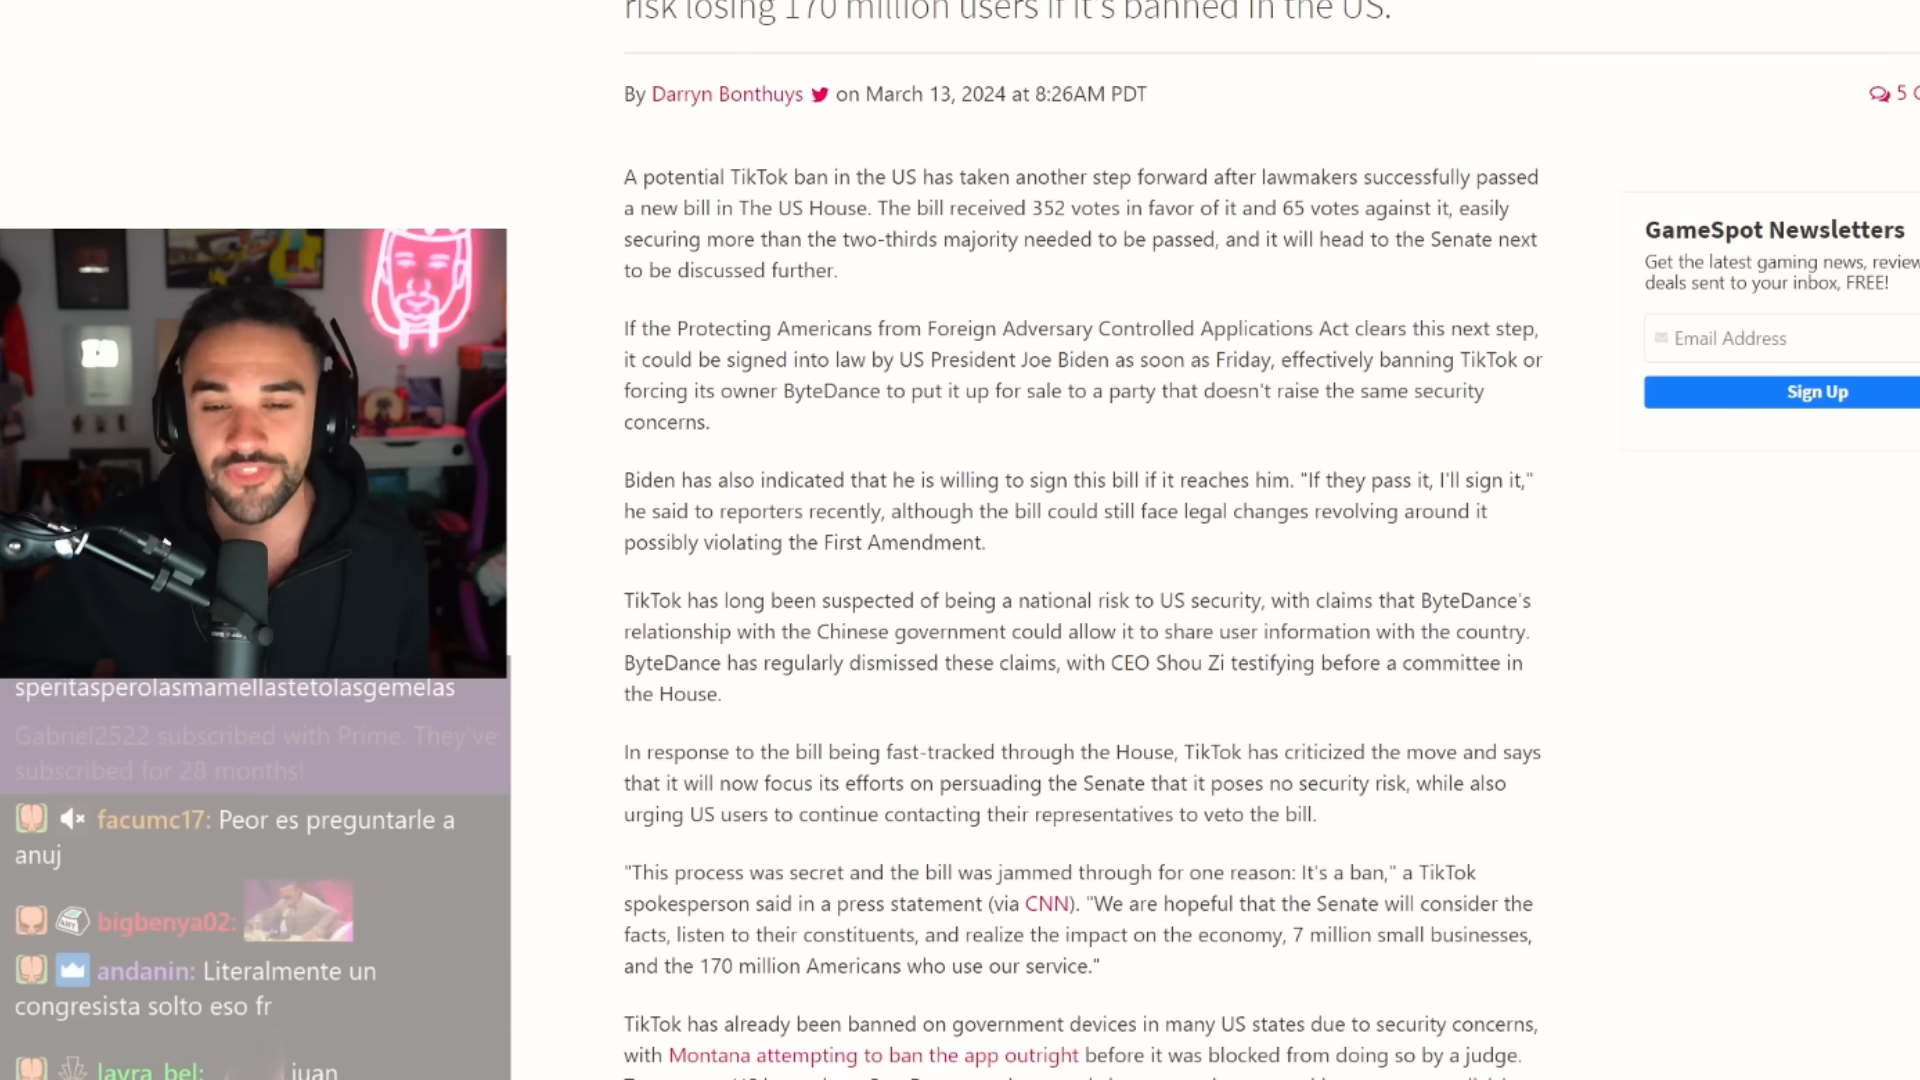 risk losing 170 million users if it's banned in the US.
By Darryn Bonthuys on March 13, 2024 at 8:26AM PDT
5
A potential TikTok ban in the US has taken another step forward after lawmakers successfully passed
a new bill in The US House. The bill received 352 votes in favor of it and 65 votes against it, easily
securing more than the two-thirds majority needed to be passed, and it will head to the Senate next
to be discussed further.
If the Protecting Americans from Foreign Adversary Controlled Applications Act clears this next step,
it could be signed into law by US President Joe Biden as soon as Friday, effectively banning TikTok or
forcing its owner ByteDance to put it up for sale to a party that doesn't raise the same security
concerns.
Biden has also indicated that he is willing to sign this bill if it reaches him. "If they pass it, I'll sign it,"
he said to reporters recently, although the bill could still face legal changes revolving around it
possibly violating the First Amendment.
TikTok has long been suspected of being a national risk to US security, with claims that ByteDance's
relationship with the Chinese government could allow it to share user information with the country.
ByteDance has regularly dismissed these claims, with CEO Shou Zi testifying before a committee in
the House.
In response to the bill being fast-tracked through the House, TikTok has criticized the move and says
that it will now focus its efforts on persuading the Senate that it poses no security risk, while also
urging US users to continue contacting their representatives to veto the bill.
"This process was secret and the bill was jammed through for one reason: It's a ban," a TikTok
spokesperson said in a press statement (via CNN). "We are hopeful that the Senate will consider the
facts, listen to their constituents, and realize the impact on the economy, 7 million small businesses,
and the 170 million Americans who use our service."
TikTok has already been banned on government devices in many US states due to security concerns,
with Montana attempting to ban the app outright before it was blocked from doing so by a judge.
GameSpot Newsletters
Get the latest gaming news, review
deals sent to your inbox, FREE!
Email Address
Sign Up
speritasperolasmamellastetolasgemelas
Gabriel2522 subscribed with Prime. They've
subscribed for 28 months!
facumc17: Peor es preguntarle a
anuj
bigbenya02:
andanin: Literalmente un
congresista solto eso fr
layra_bel: juan